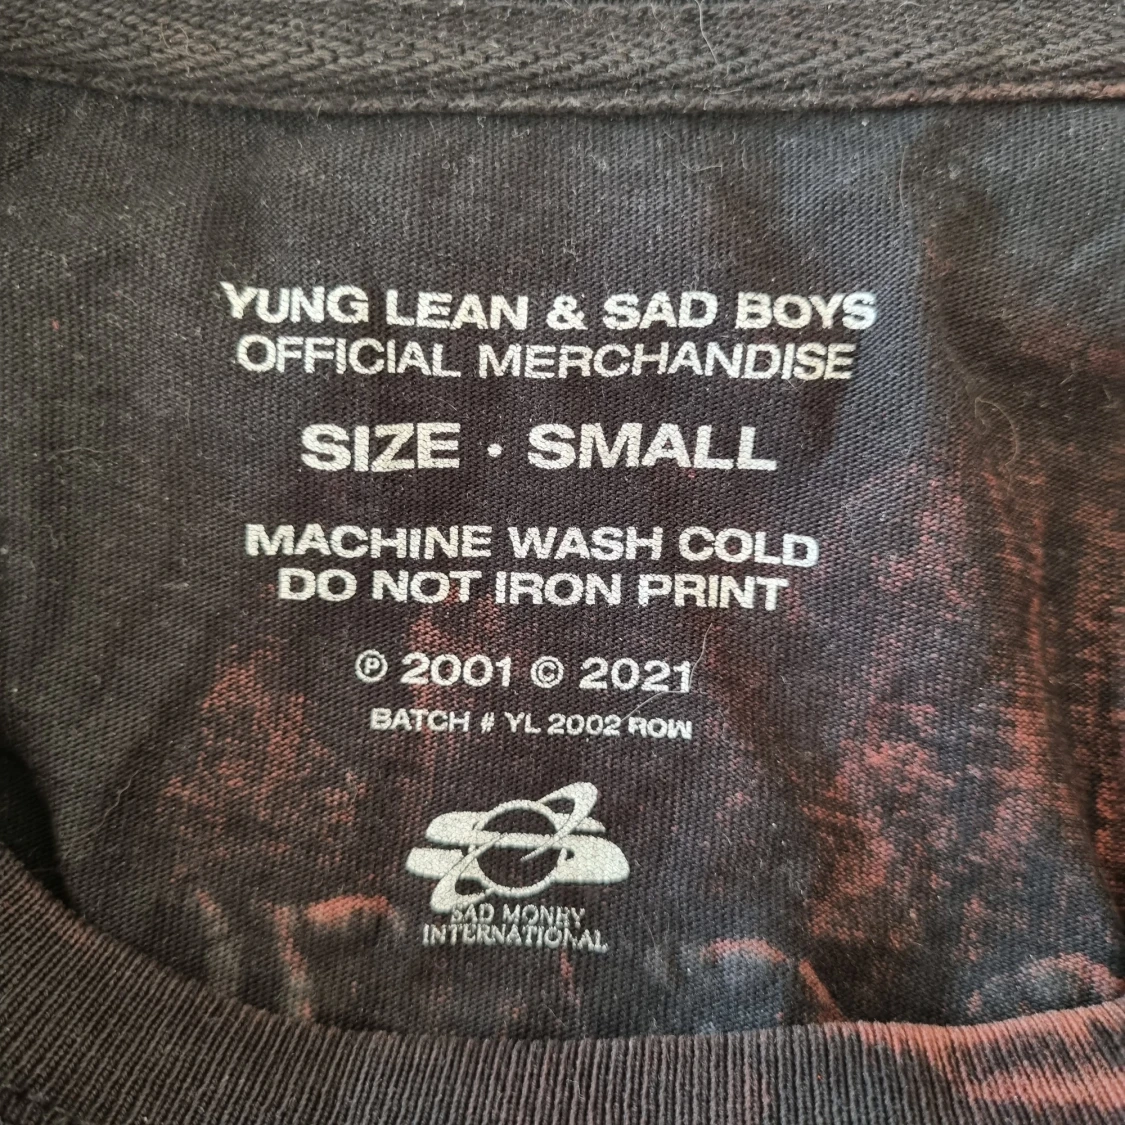 YUNG LEAN & SAD BOYS
OFFICIAL MERCHANDISE
SIZE · SMALL
MACHINE WASH COLD
DO NOT IRON PRINT
℗ 2001 © 2021
BATCH # YL 2002 ROW
SAD MONEY
INTERNATIONAL